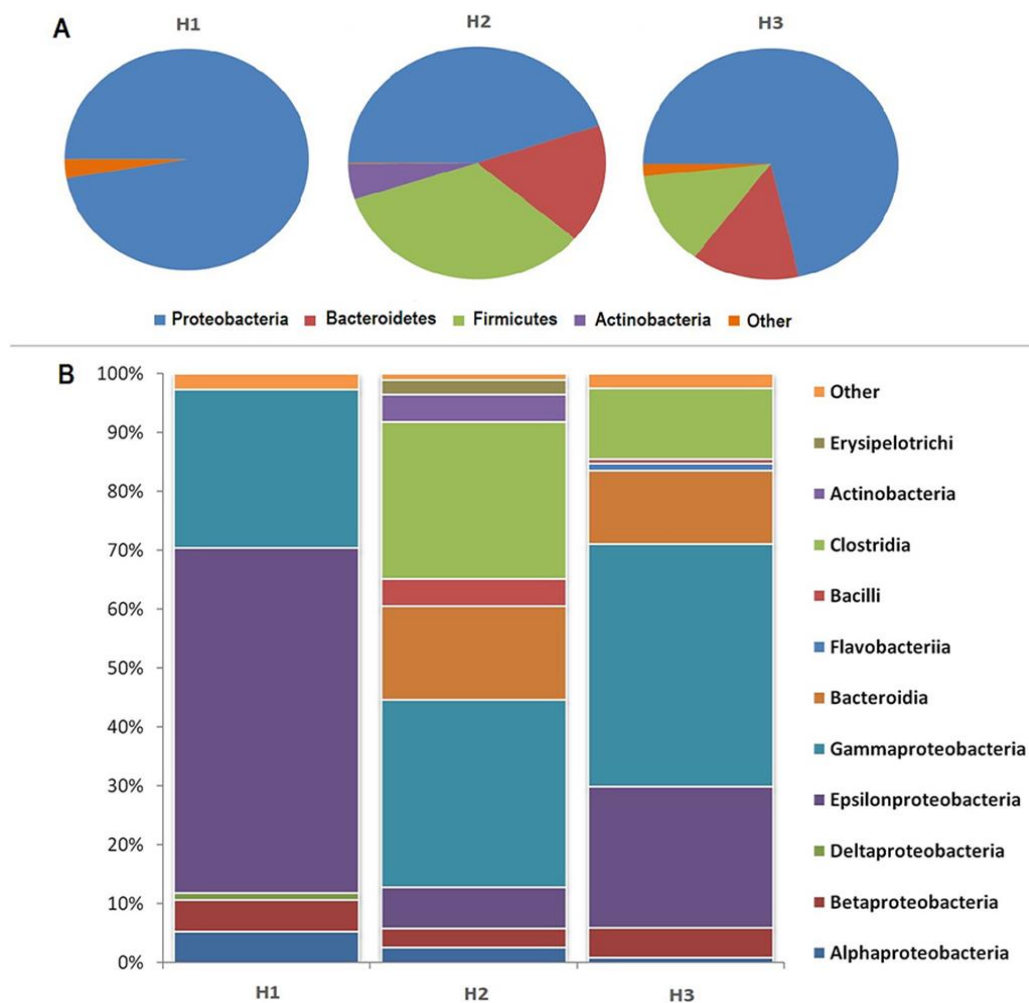 A
H1 H2 H3
Proteobacteria Bacteroidetes Firmicutes Actinobacteria Other
B
100%
90%
80%
70%
60%
50%
40%
30%
20%
10%
0%
H1 H2 H3
Other
Erysipelotrichi
Actinobacteria
Clostridia
Bacilli
Flavobacteriia
Bacteroidia
Gammaproteobacteria
Epsilonproteobacteria
Deltaproteobacteria
Betaproteobacteria
Alphaproteobacteria